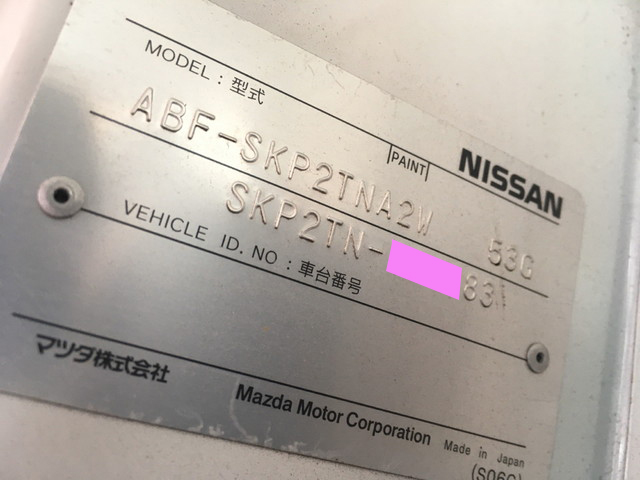 MODEL : 型式
ABF-SKP2TNA2W
PAINT
NISSAN
53G
VEHICLE ID. NO : 車台番号
SKP2TN- 83
マツダ株式会社
Mazda Motor Corporation
Made in Japan